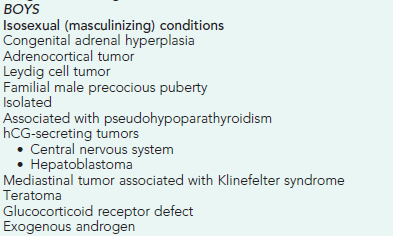 BOYS
Isosexual (masculinizing) conditions
Congenital adrenal hyperplasia
Adrenocortical tumor
Leydig cell tumor
Familial male precocious puberty
Isolated
Associated with pseudohypoparathyroidism
hCG-secreting tumors
• Central nervous system
• Hepatoblastoma
Mediastinal tumor associated with Klinefelter syndrome
Teratoma
Glucocorticoid receptor defect
Exogenous androgen